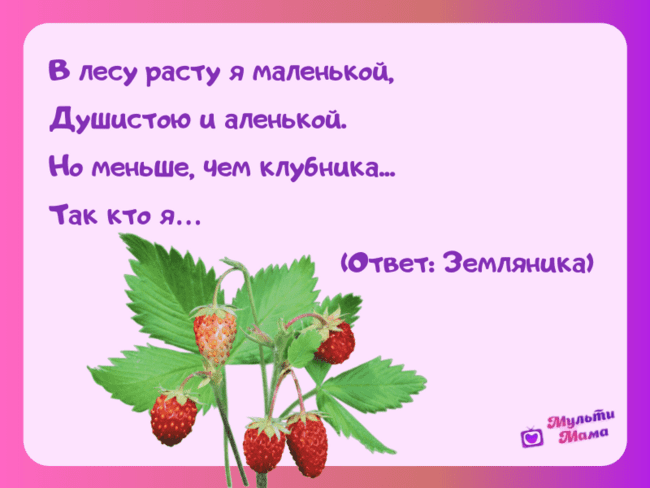 В лесу расту я маленькой,
Душистою и аленькой.
Но меньше, чем клубника...
Так кто я...
(Ответ: Земляника)
Мульти
Мама